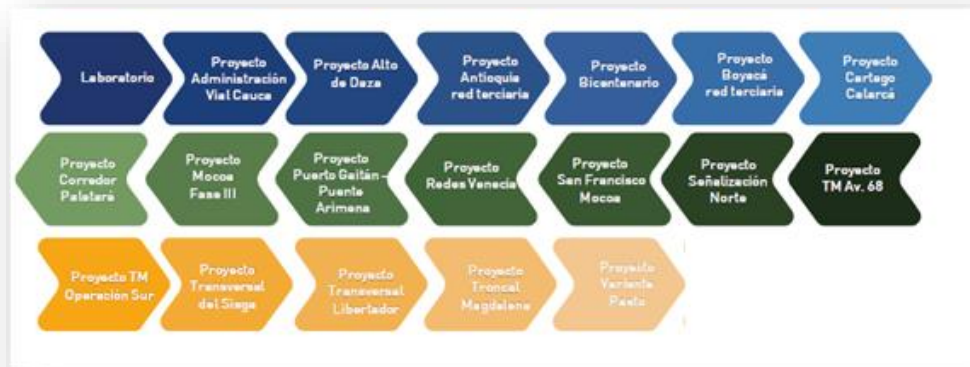 Laboratorio
Proyecto
Administración
Vial Cauca
Proyecto Alto
de Daza
Proyecto
Antioquia
red terciaria
Proyecto
Bicentenario
Proyecto
Boyacá
red terciaria
Proyecto
Cartago
Calarcá
Proyecto
Corredor
Paletará
Proyecto
Mocoa
Fase III
Proyecto
Puerto Gaitán –
Puente
Arimena
Proyecto
Redes Venecia
Proyecto
San Francisco
Mocoa
Proyecto
Señalización
Norte
Proyecto
TM Av. 68
Proyecto TM
Operación Sur
Proyecto
Transversal
del Sisga
Proyecto
Transversal
Libertador
Proyecto
Troncal
Magdalena
Proyecto
Variante
Pasto